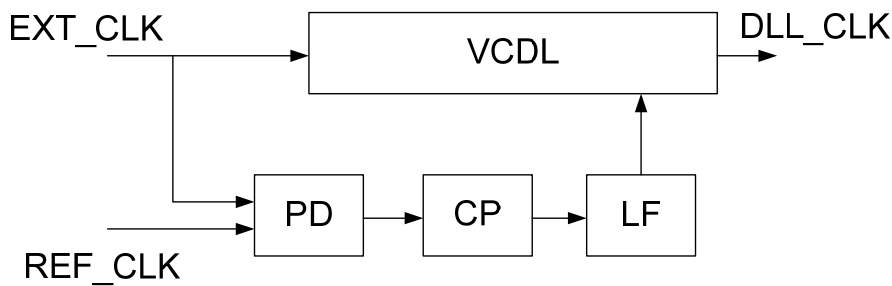 EXT_CLK
VCDL
DLL_CLK
PD
CP
LF
REF_CLK